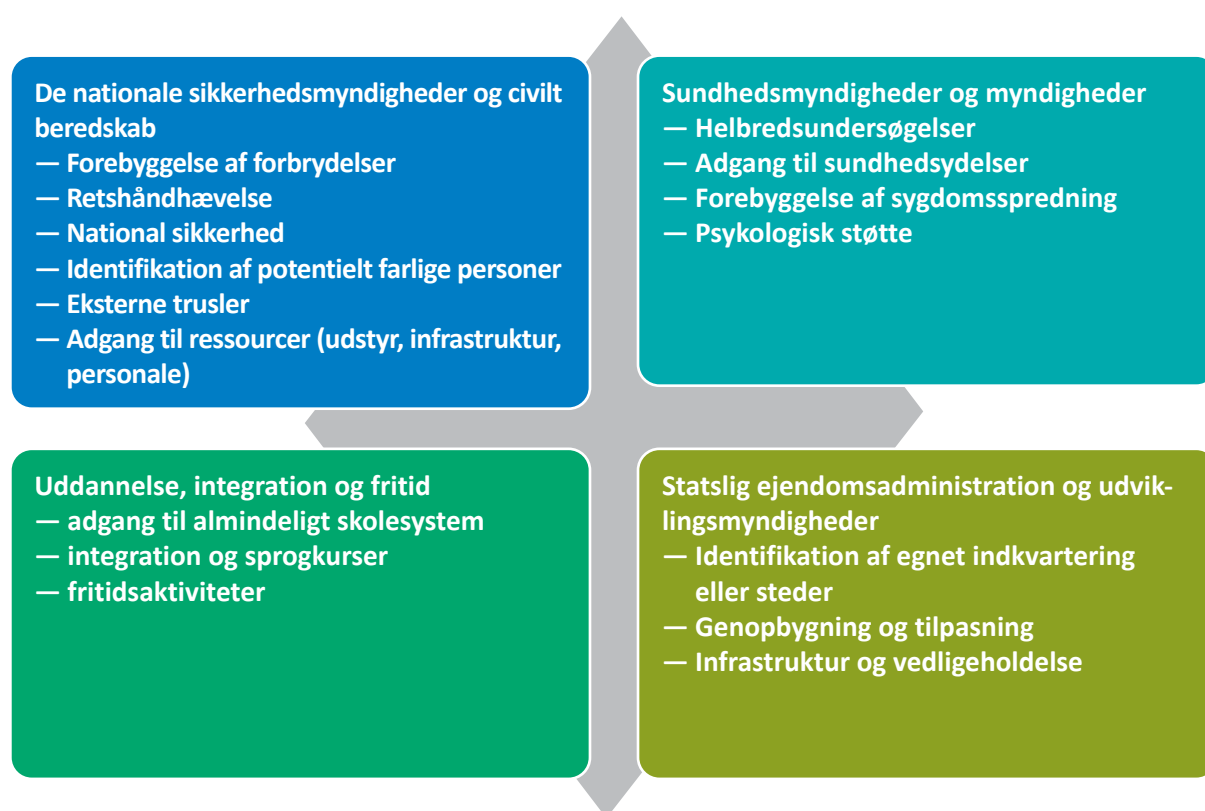 De nationale sikkerhedsmyndigheder og civilt
beredskab
— Forebyggelse af forbrydelser
— Retshåndhævelse
— National sikkerhed
— Identifikation af potentielt farlige personer
— Eksterne trusler
— Adgang til ressourcer (udstyr, infrastruktur,
personale)
Sundhedsmyndigheder og myndigheder
— Helbredsundersøgelser
— Adgang til sundhedsydelser
— Forebyggelse af sygdomsspredning
— Psykologisk støtte
Uddannelse, integration og fritid
— adgang til almindeligt skolesystem
— integration og sprogkurser
— fritidsaktiviteter
Statslig ejendomsadministration og udvik-
lingsmyndigheder
— Identifikation af egnet indkvartering
eller steder
— Genopbygning og tilpasning
— Infrastruktur og vedligeholdelse